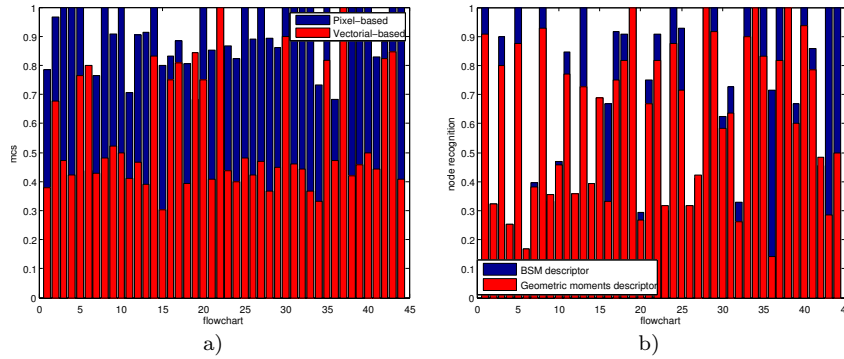 1
0.9
0.8
0.7
0.6
0.5
0.4
0.3
0.2
0.1
0
mcs
Pixel-based
Vectorial-based
0 5 10 15 20 25 30 35 40 45
flowchart
a)
1
0.9
0.8
0.7
0.6
0.5
0.4
0.3
0.2
0.1
0
node recognition
BSM descriptor
Geometric moments descriptor
0 5 10 15 20 25 30 35 40
flowchart
b)